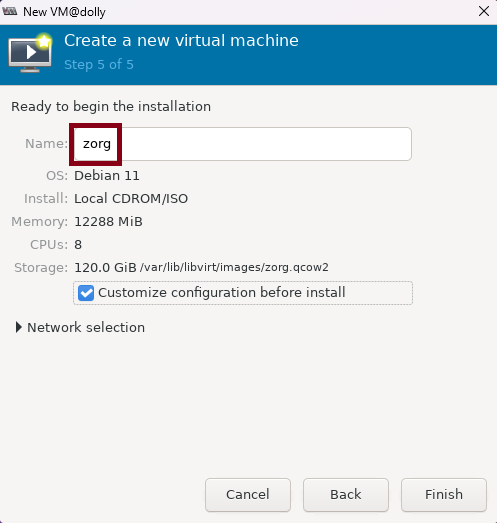 New VM@dolly
Create a new virtual machine
Step 5 of 5
Ready to begin the installation
Name: zorg
OS: Debian 11
Install: Local CDROM/ISO
Memory: 12288 MiB
CPUs: 8
Storage: 120.0 GiB /var/lib/libvirt/images/zorg.qcow2
Customize configuration before install
Network selection
Cancel Back Finish